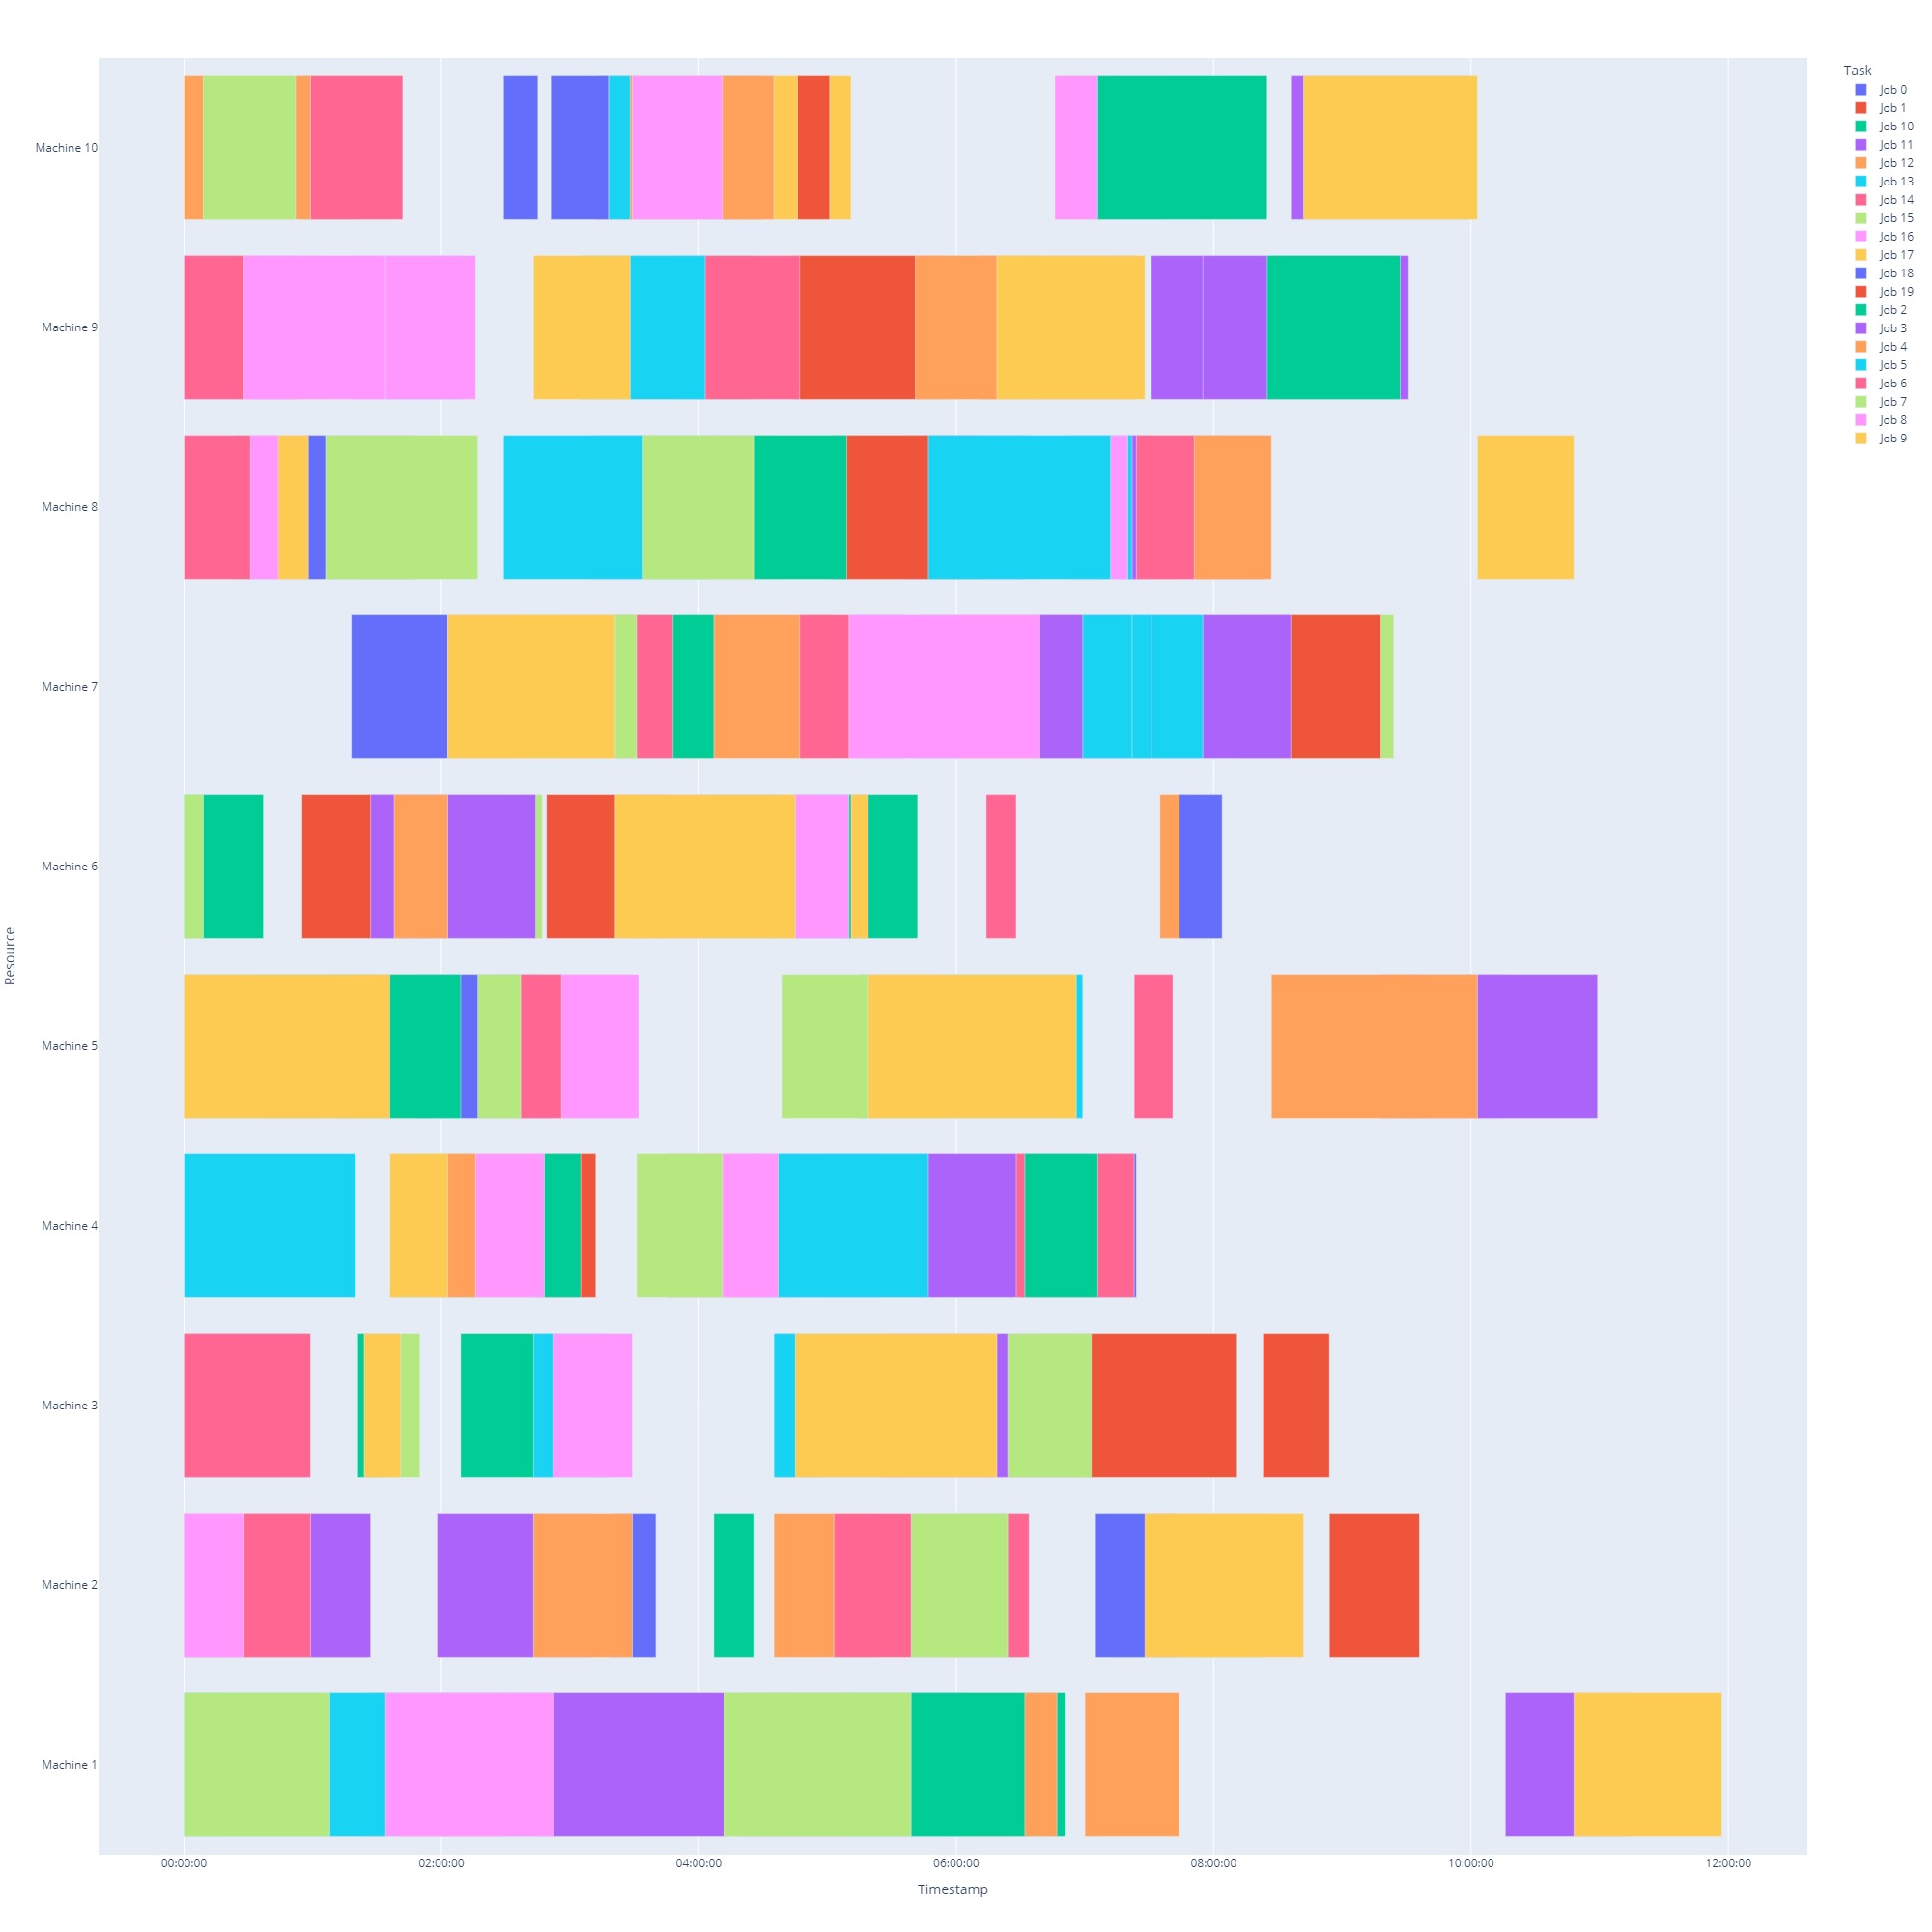 Task
Job 0
Job 1
Job 10
Job 11
Job 12
Job 13
Job 14
Job 15
Job 16
Job 17
Job 18
Job 19
Job 2
Job 3
Job 4
Job 5
Job 6
Job 7
Job 8
Job 9
Resource
Machine 10
Machine 9
Machine 8
Machine 7
Machine 6
Machine 5
Machine 4
Machine 3
Machine 2
Machine 1
00:00:00 02:00:00 04:00:00 06:00:00 08:00:00 10:00:00 12:00:00
Timestamp